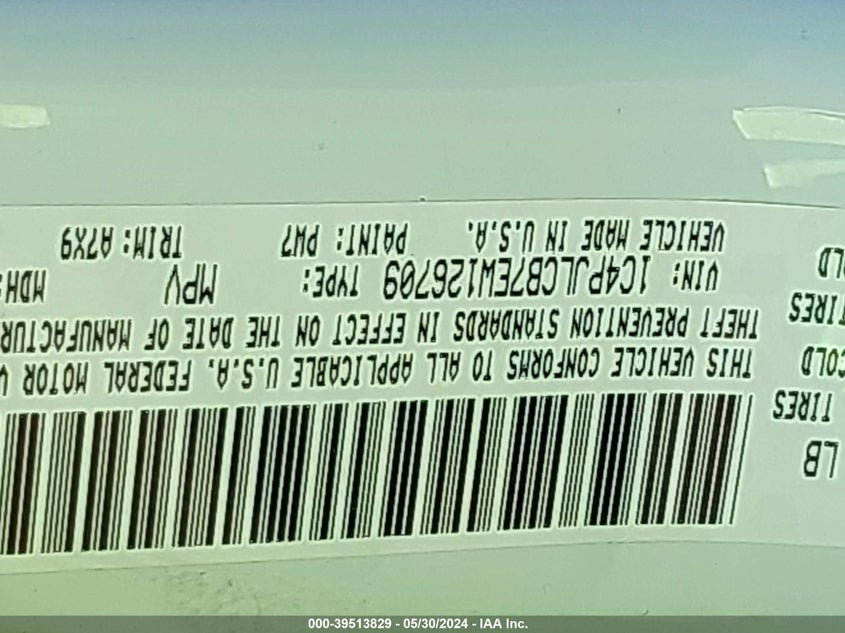 LB
TIRES
COLD
TIRES
OLD
THIS VEHICLE CONFORMS TO ALL APPLICABLE U.S.A. FEDERAL MOTOR V
THEFT PREVENTION STANDARDS IN EFFECT ON THE DATE OF MANUFACTUR
VIN: 1C4PJLCB7EW126709 TYPE: MPV MDH:
VEHICLE MADE IN U.S.A. PAINT: PW7 TRIM: A7X9
000-39513829 - 05/30/2024 - IAA Inc.